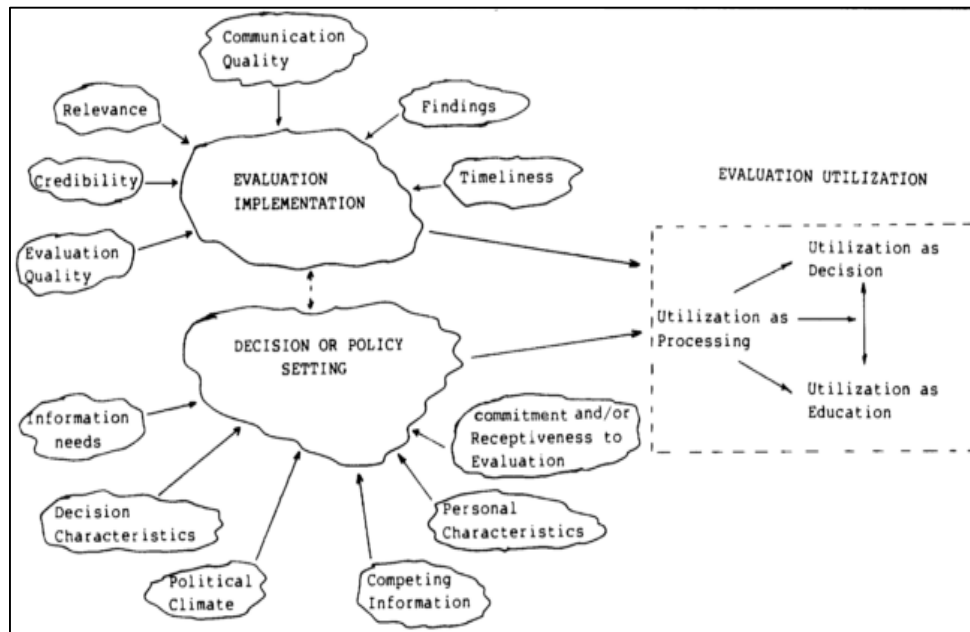 Communication
Quality
Relevance
Findings
Credibility
EVALUATION
IMPLEMENTATION
Timeliness
Evaluation
Quality
EVALUATION UTILIZATION
Utilization as
Decision
Utilization as
Processing
Utilization as
Education
DECISION OR POLICY
SETTING
Information
needs
commitment and/or
Receptiveness to
Evaluation
Decision
Characteristics
Personal
Characteristics
Political
Climate
Competing
Information